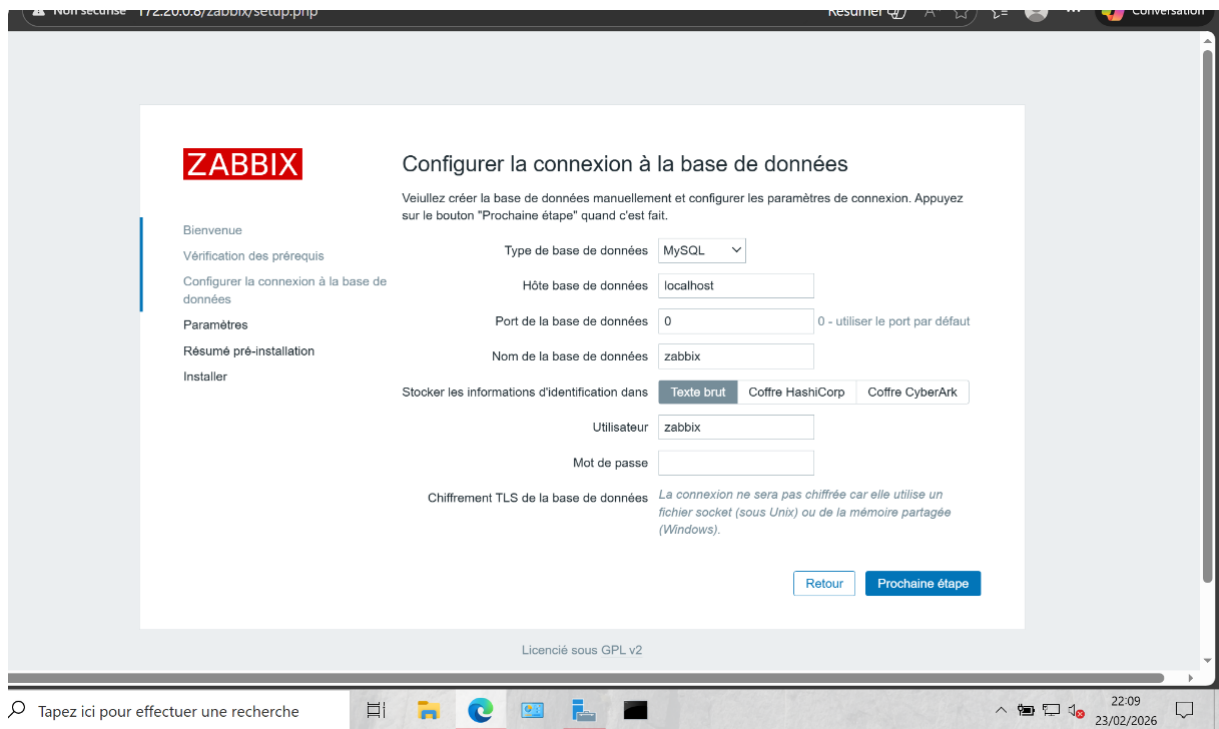 Non sécurisé 172.20.0.8/zabbix/setup.php Résumer Conversation
ZABBIX
Bienvenue
Vérification des prérequis
Configurer la connexion à la base de
données
Paramètres
Résumé pré-installation
Installer
Configurer la connexion à la base de données
Veiullez créer la base de données manuellement et configurer les paramètres de connexion. Appuyez
sur le bouton "Prochaine étape" quand c'est fait.
Type de base de données MySQL
Hôte base de données localhost
Port de la base de données 0 0 - utiliser le port par défaut
Nom de la base de données zabbix
Stocker les informations d'identification dans Texte brut Coffre HashiCorp Coffre CyberArk
Utilisateur zabbix
Mot de passe
Chiffrement TLS de la base de données La connexion ne sera pas chiffrée car elle utilise un
fichier socket (sous Unix) ou de la mémoire partagée
(Windows).
Retour Prochaine étape
Licencié sous GPL v2
Tapez ici pour effectuer une recherche
22:09
23/02/2026